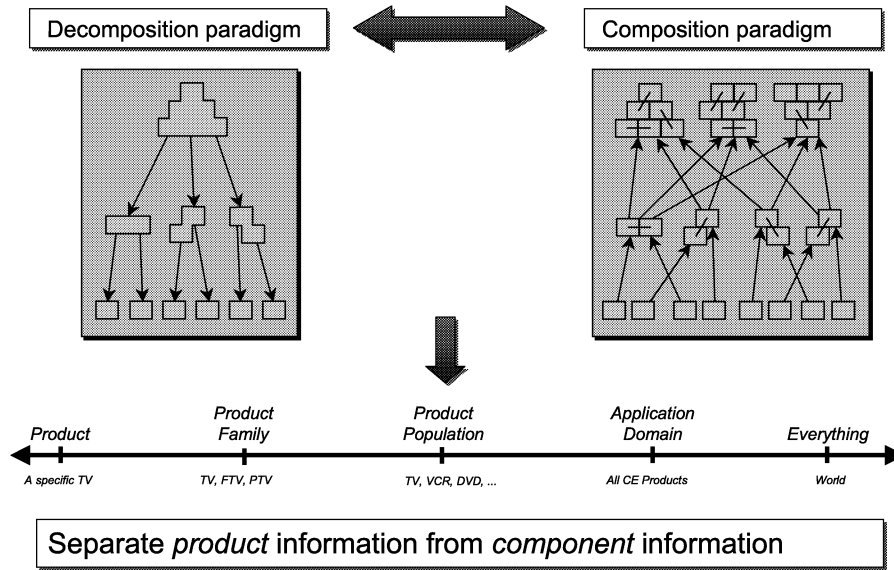 Decomposition paradigm
Composition paradigm
Product
Product
Family
Product
Population
Application
Domain
Everything
A specific TV
TV, FTV, PTV
TV, VCR, DVD, ...
All CE Products
World
Separate product information from component information